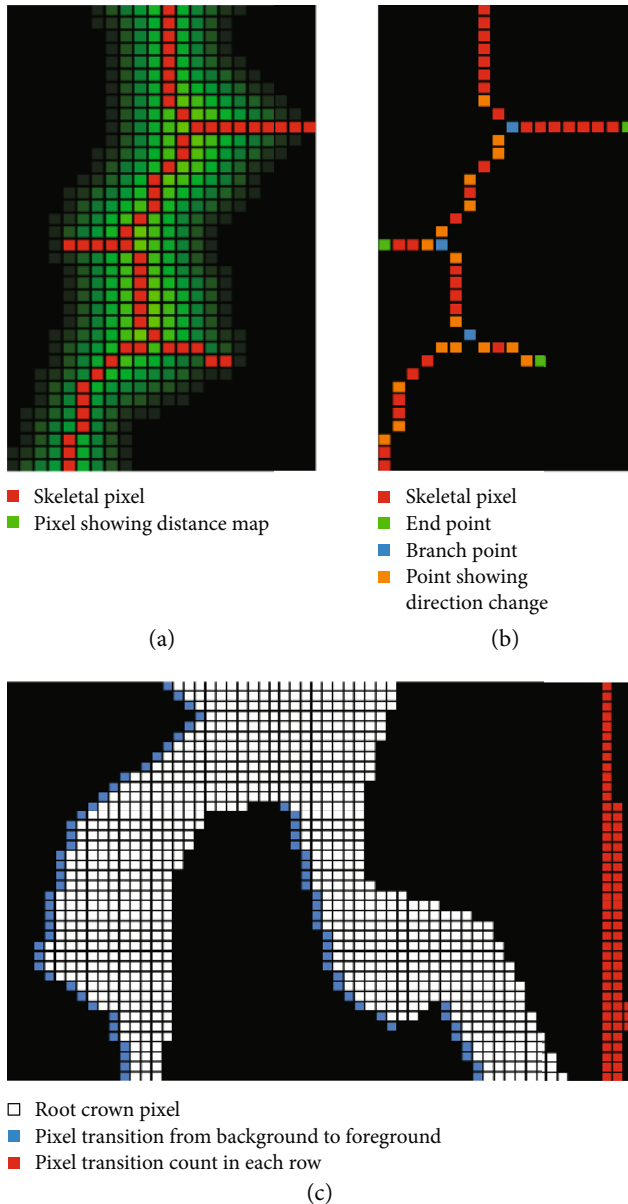 Skeletal pixel
Pixel showing distance map
(a)
Skeletal pixel
End point
Branch point
Point showing
direction change
(b)
Root crown pixel
Pixel transition from background to foreground
Pixel transition count in each row
(c)